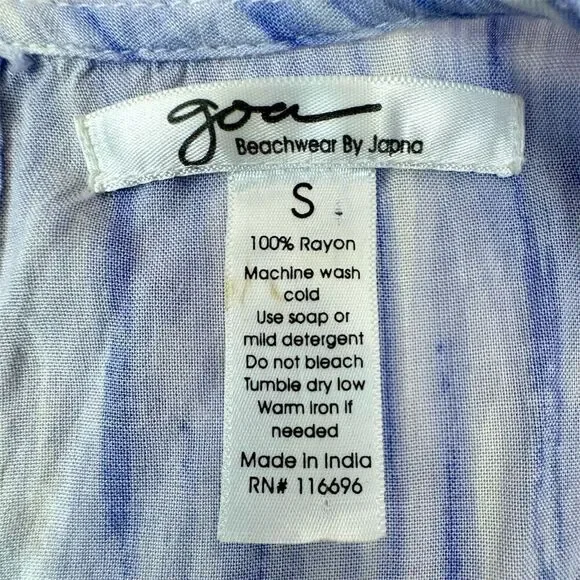 goa
Beachwear By Japna
S
100% Rayon
Machine wash
cold
Use soap or
mild detergent
Do not bleach
Tumble dry low
Warm Iron if
needed
Made In India
RN# 116696